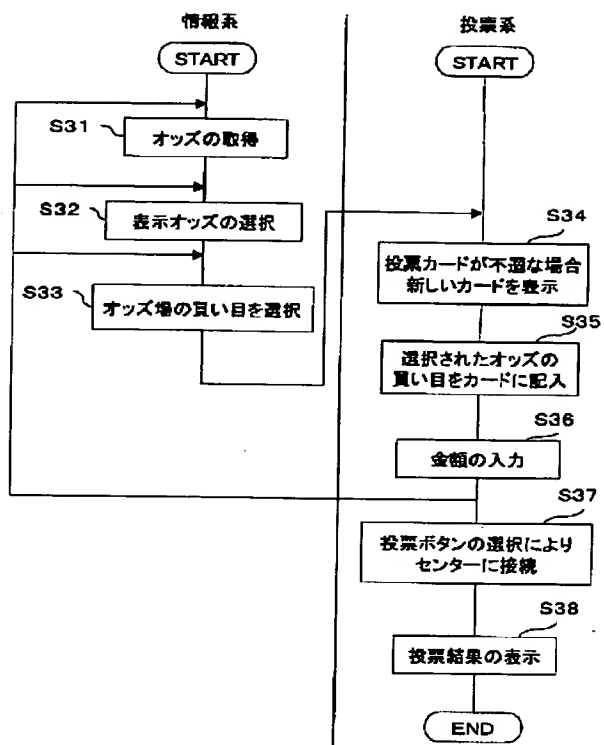 情報系
START
S31
オッズの取得
S32
表示オッズの選択
S33
オッズ場の買い目を選択
投票系
START
S34
投票カードが不適な場合
新しいカードを表示
S35
選択されたオッズの
買い目をカードに記入
S36
金額の入力
S37
投票ボタンの選択により
センターに接続
S38
投票結果の表示
END